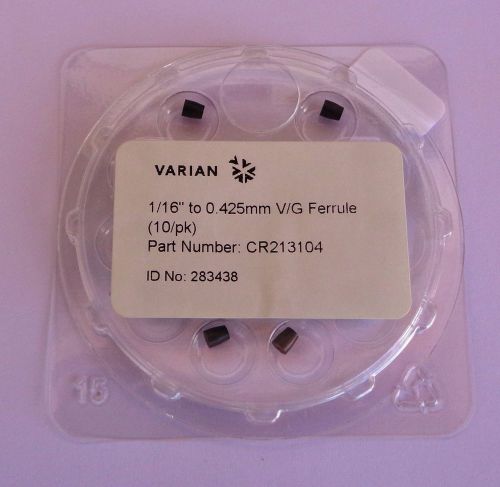 VARIAN
1/16" to 0.425mm V/G Ferrule
(10/pk)
Part Number: CR213104
ID No: 283438
15